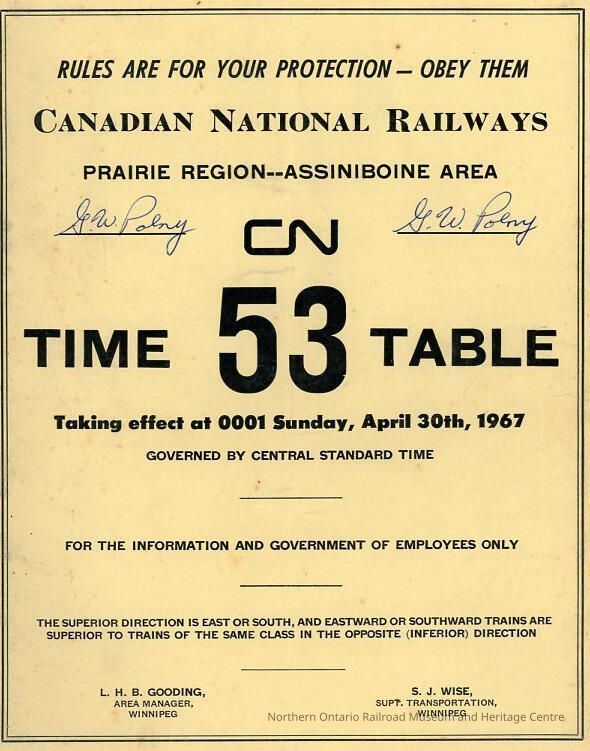 RULES ARE FOR YOUR PROTECTION — OBEY THEM
CANADIAN NATIONAL RAILWAYS
PRAIRIE REGION--ASSINIBOINE AREA
G.W. Polny G.W. Polny
CN
TIME 53 TABLE
Taking effect at 0001 Sunday, April 30th, 1967
GOVERNED BY CENTRAL STANDARD TIME
FOR THE INFORMATION AND GOVERNMENT OF EMPLOYEES ONLY
THE SUPERIOR DIRECTION IS EAST OR SOUTH, AND EASTWARD OR SOUTHWARD TRAINS ARE
SUPERIOR TO TRAINS OF THE SAME CLASS IN THE OPPOSITE (INFERIOR) DIRECTION
L. H. B. GOODING,
AREA MANAGER,
WINNIPEG
S. J. WISE,
SUPT. TRANSPORTATION,
WINNIPEG
Northern Ontario Railroad Museum and Heritage Centre